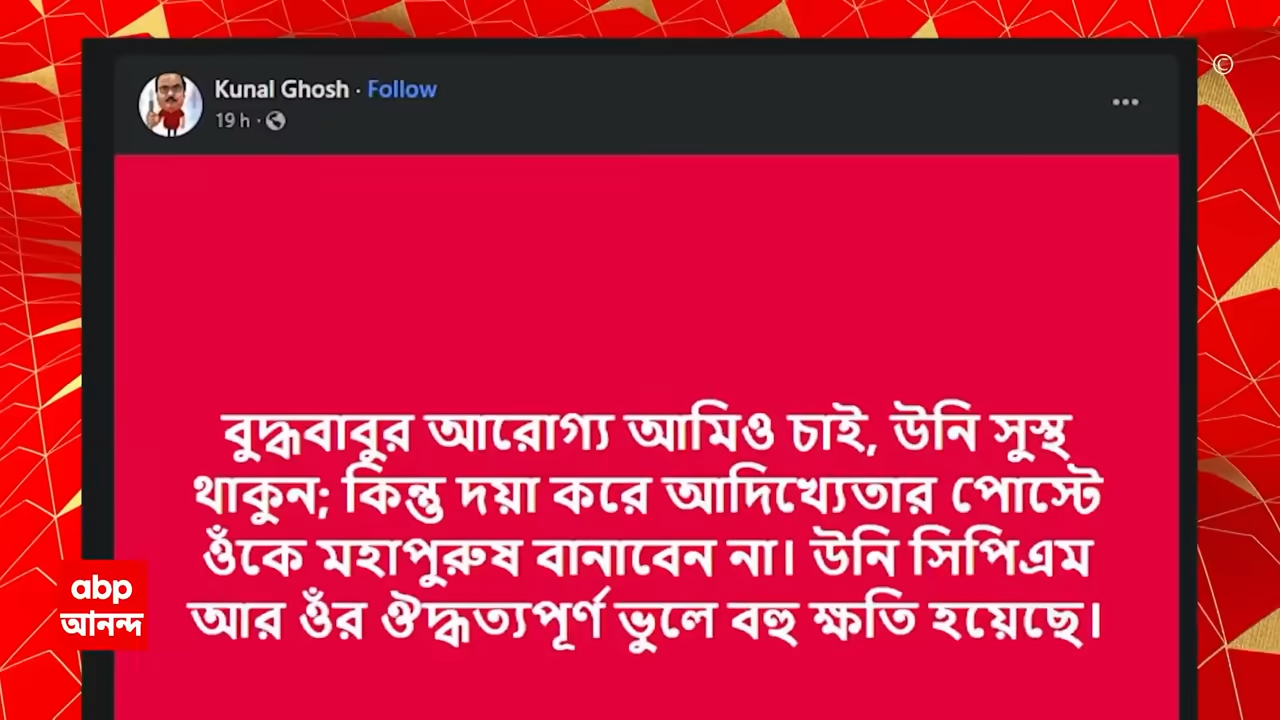 ©
Kunal Ghosh · Follow
19 h ·
বুদ্ধবাবুর আরোগ্য আমিও চাই, উনি সুস্থ
থাকুন; কিন্তু দয়া করে আদিখ্যেতার পোস্টে
ওঁকে মহাপুরুষ বানাবেন না। উনি সিপিএম
আর ওঁর ঔদ্ধত্যপূর্ণ ভুলে বহু ক্ষতি হয়েছে।
abp
আনন্দ